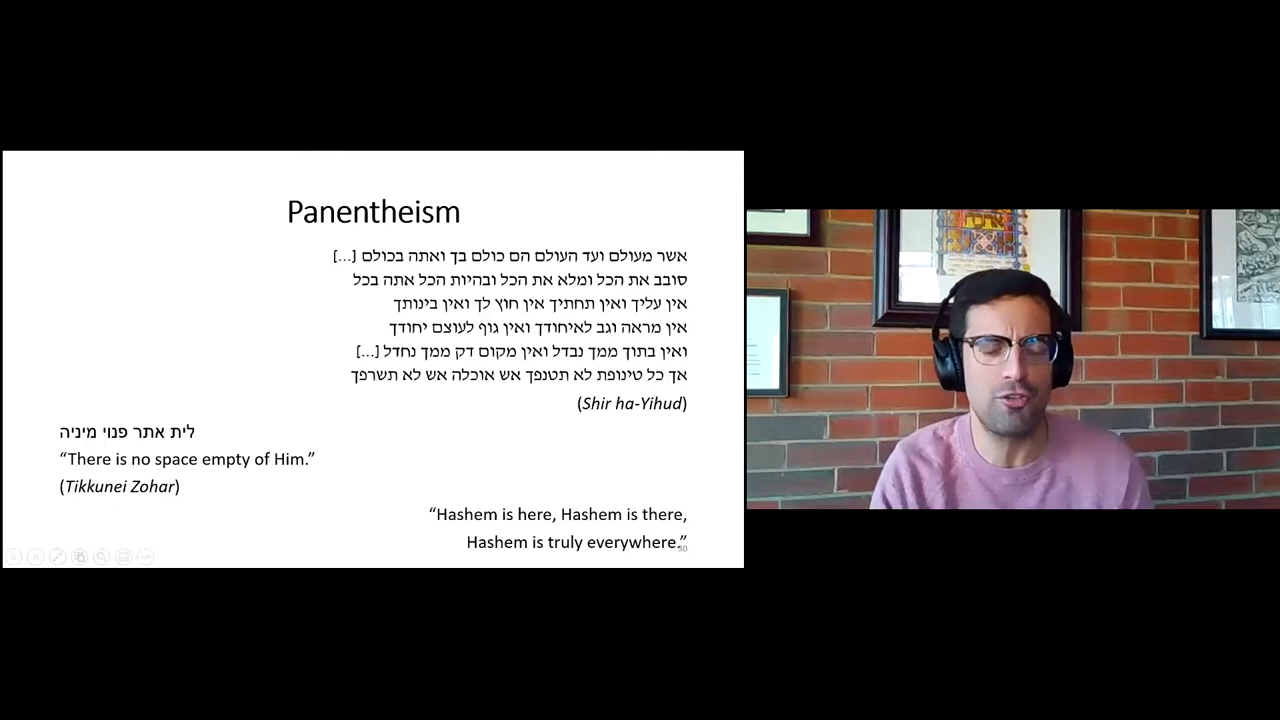 Panentheism
אשר מעולם ועד העולם הם כולם בך ואתה בכולם [...]
סובב את הכל ומלא את הכל ובהיות הכל אתה בכל
אין עליך ואין תחתיך אין חוץ לך ואין בינותך
אין מראה וגב לאיחודך ואין גוף לעוצם יחודך
ואין בתוך ממך נבדל ואין מקום דק ממך נחדל [...]
אך כל טינופת לא תטנפך אש אוכלה אש לא תשרפך
(Shir ha-Yihud)
לית אתר פנוי מיניה
“There is no space empty of Him.”
(Tikkunei Zohar)
“Hashem is here, Hashem is there,
Hashem is truly everywhere.”
30